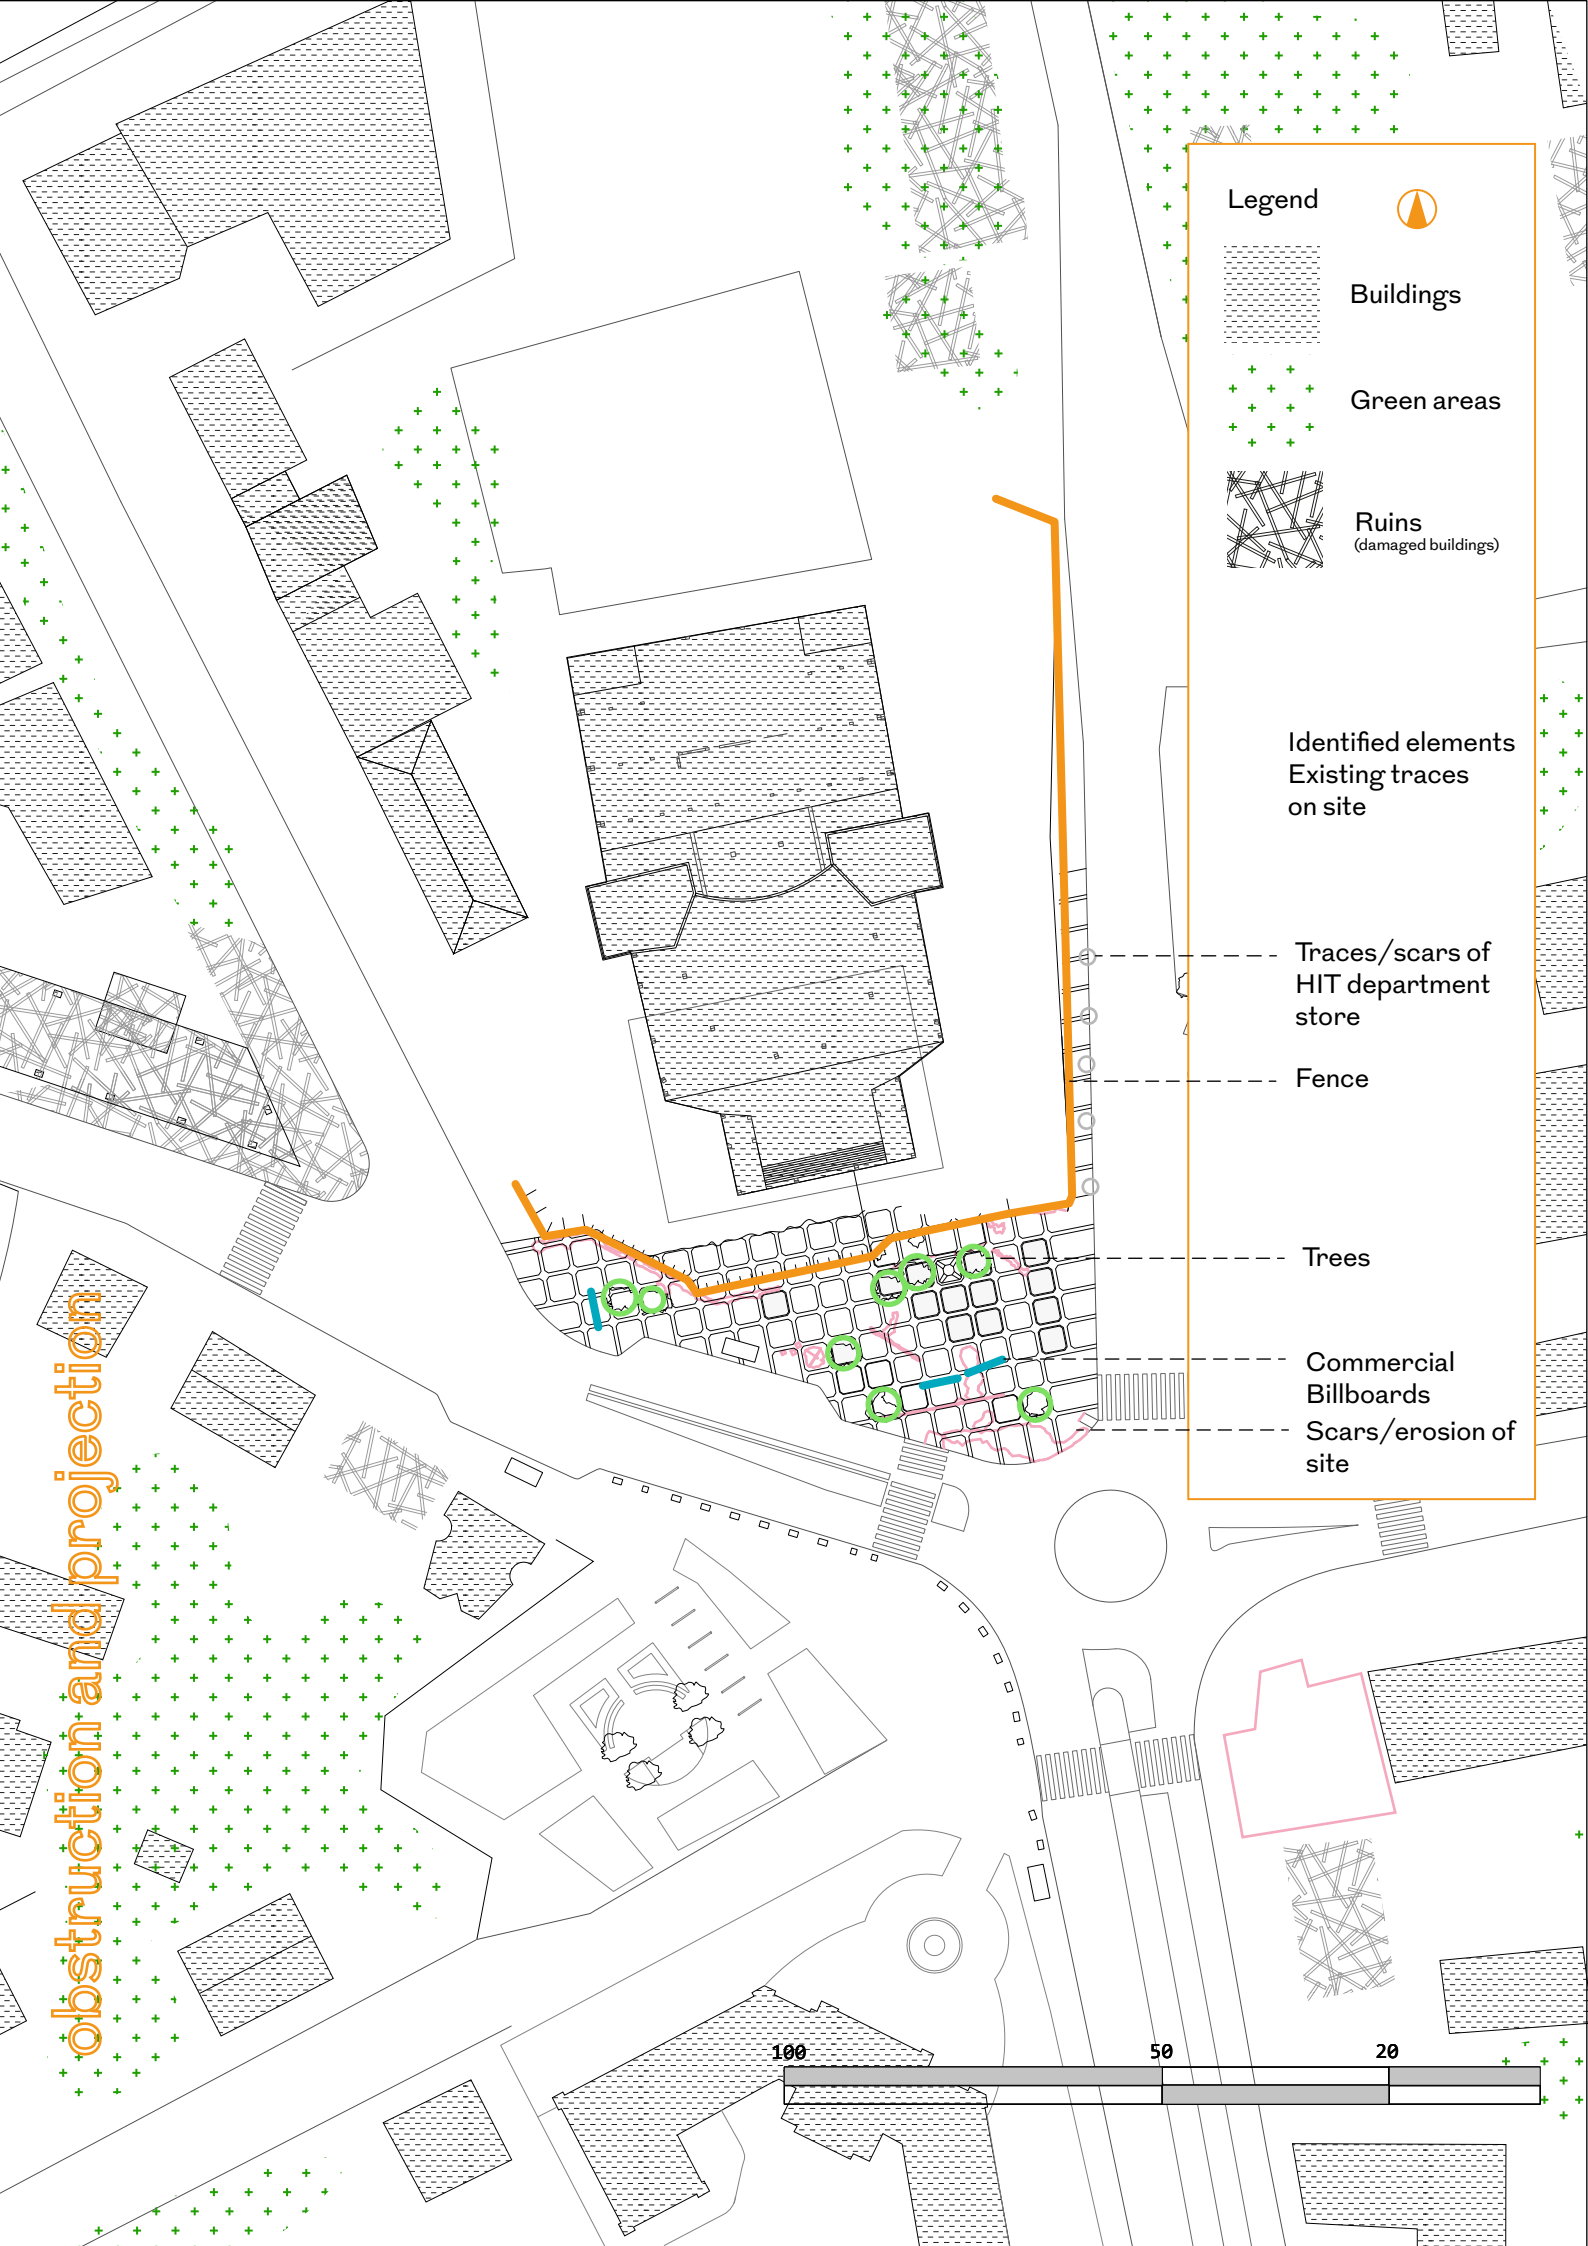 Legend
Buildings
Green areas
Ruins
(damaged buildings)
Identified elements
Existing traces
on site
Traces/scars of
HIT department
store
Fence
Trees
Commercial
Billboards
Scars/erosion of
site
obstruction and projection
100 50 20